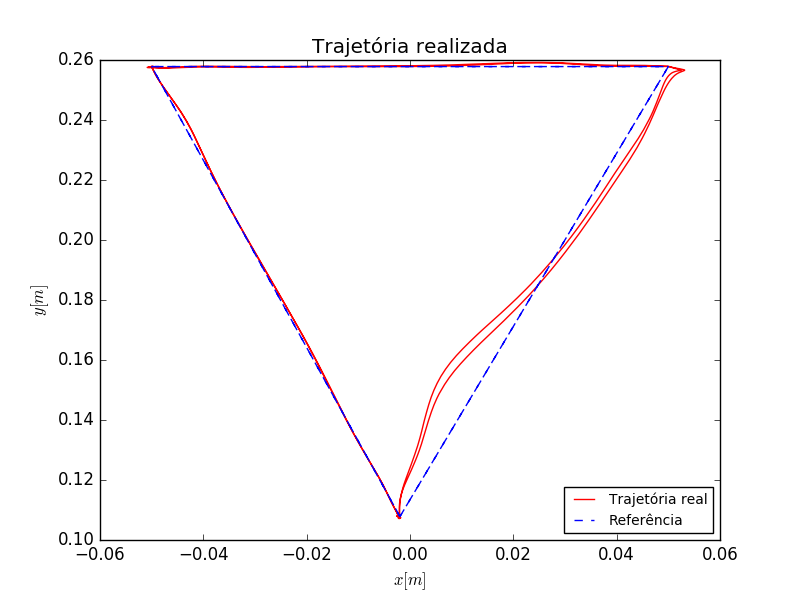 Trajetória realizada
0.26
0.24
0.22
0.20
0.18
0.16
0.14
0.12
0.10
y[m]
−0.06 −0.04 −0.02 0.00 0.02 0.04 0.06
x[m]
Trajetória real
Referência